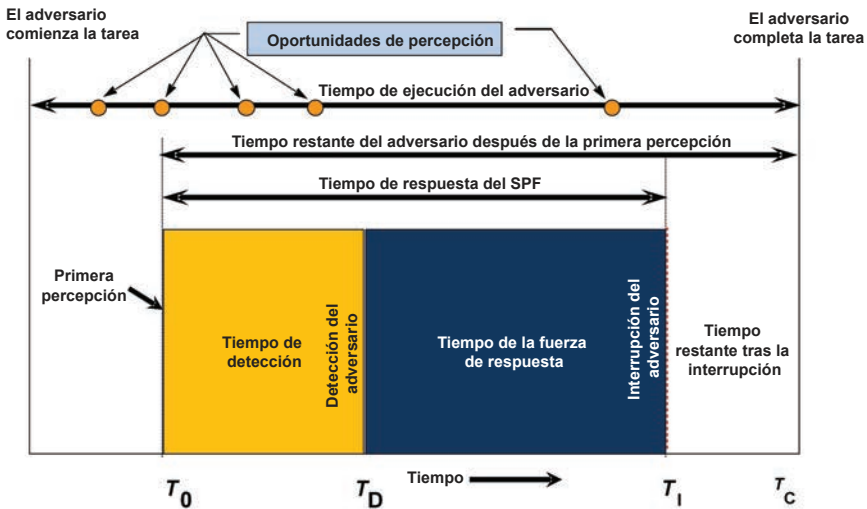 El adversario
comienza la tarea
Oportunidades de percepción
El adversario
completa la tarea
Tiempo de ejecución del adversario
Tiempo restante del adversario después de la primera percepción
Tiempo de respuesta del SPF
Primera
percepción
Tiempo de
detección
Detección del
adversario
Tiempo de la fuerza
de respuesta
Interrupción del
adversario
Tiempo
restante tras la
interrupción
T0
TD
Tiempo
TI
TC